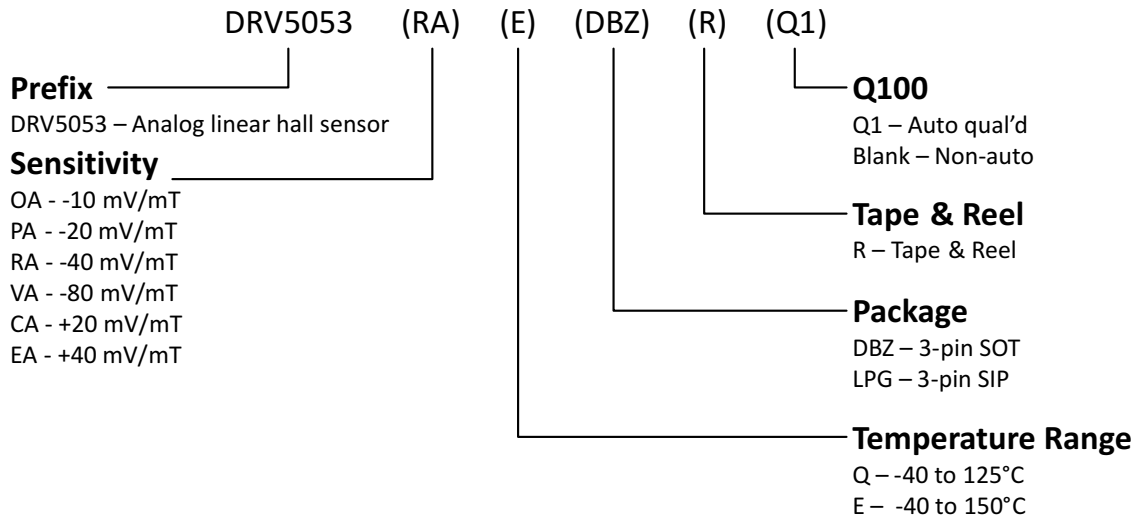 DRV5053 (RA) (E) (DBZ) (R) (Q1)
Prefix
DRV5053 – Analog linear hall sensor
Sensitivity
OA - -10 mV/mT
PA - -20 mV/mT
RA - -40 mV/mT
VA - -80 mV/mT
CA - +20 mV/mT
EA - +40 mV/mT
Q100
Q1 – Auto qual’d
Blank – Non-auto
Tape & Reel
R – Tape & Reel
Package
DBZ – 3-pin SOT
LPG – 3-pin SIP
Temperature Range
Q – -40 to 125°C
E – -40 to 150°C